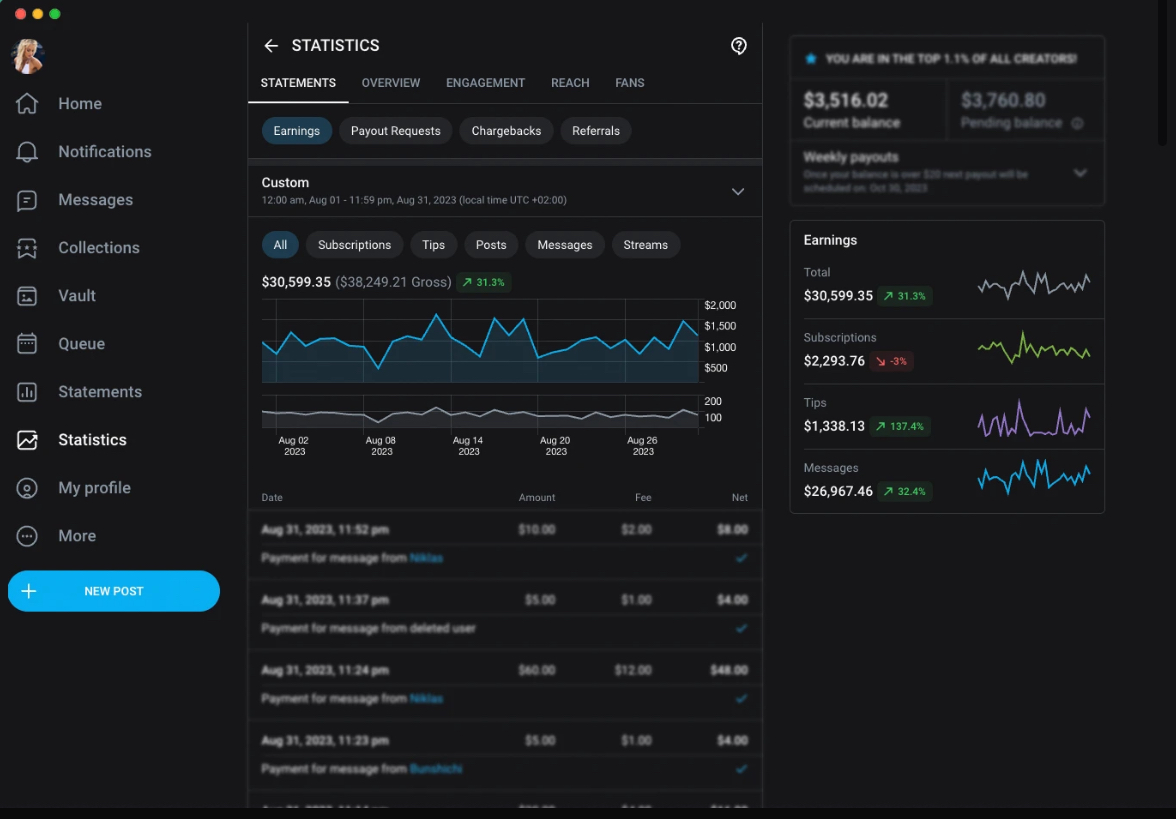 Home
Notifications
Messages
Collections
Vault
Queue
Statements
Statistics
My profile
More
NEW POST
STATISTICS
STATEMENTS OVERVIEW ENGAGEMENT REACH FANS
Earnings Payout Requests Chargebacks Referrals
Custom
12:00 am, Aug 01 - 11:59 pm, Aug 31, 2023 (local time UTC +02:00)
All Subscriptions Tips Posts Messages Streams
$30,599.35 ($38,249.21 Gross) 31.3%
$2,000
$1,500
$1,000
$500
200
100
Aug 02 Aug 08 Aug 14 Aug 20 Aug 26
2023 2023 2023 2023 2023
Date Amount Fee Net
Aug 31, 2023, 11:52 pm $10.00 $2.00 $8.00
Payment for message from Niklas
Aug 31, 2023, 11:37 pm $5.00 $1.00 $4.00
Payment for message from deleted user
Aug 31, 2023, 11:24 pm $60.00 $12.00 $48.00
Payment for message from Niklas
Aug 31, 2023, 11:23 pm $5.00 $1.00 $4.00
Payment for message from Bunshichi
YOU ARE IN THE TOP 1.1% OF ALL CREATORS!
$3,516.02 $3,760.80
Current balance Pending balance
Weekly payouts
Once your balance is over $20 next payout will be
scheduled on: Oct 30, 2023
Earnings
Total
$30,599.35 31.3%
Subscriptions
$2,293.76 -3%
Tips
$1,338.13 137.4%
Messages
$26,967.46 32.4%